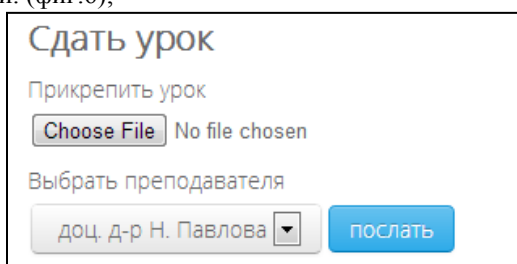 (фиг.6);
Сдать урок
Прикрепить урок
Choose File No file chosen
Выбрать преподавателя
доц. д-р Н. Павлова послать